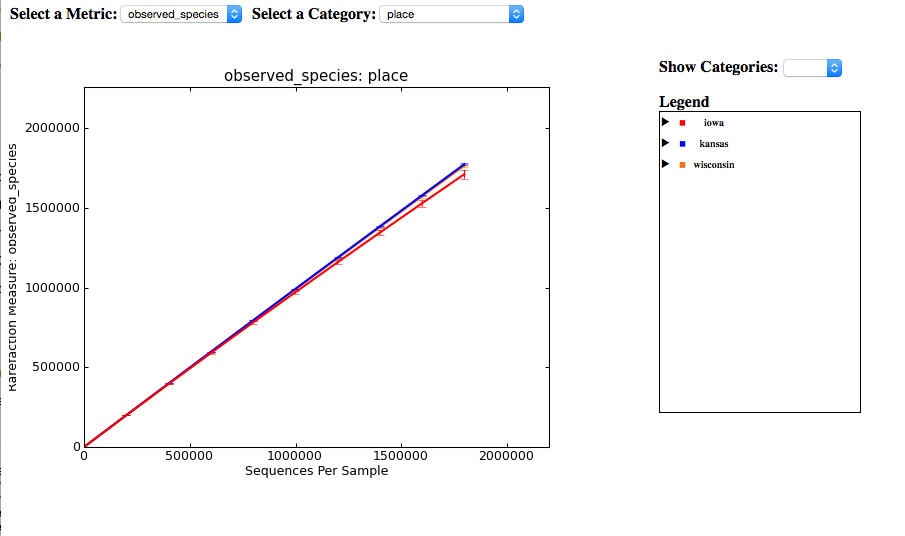 Select a Metric: observed_species Select a Category: place
Show Categories:
observed_species: place
Legend
iowa
kansas
wisconsin
Rarefaction Measure: observed_species
2000000
1500000
1000000
500000
0
0 500000 1000000 1500000 2000000
Sequences Per Sample